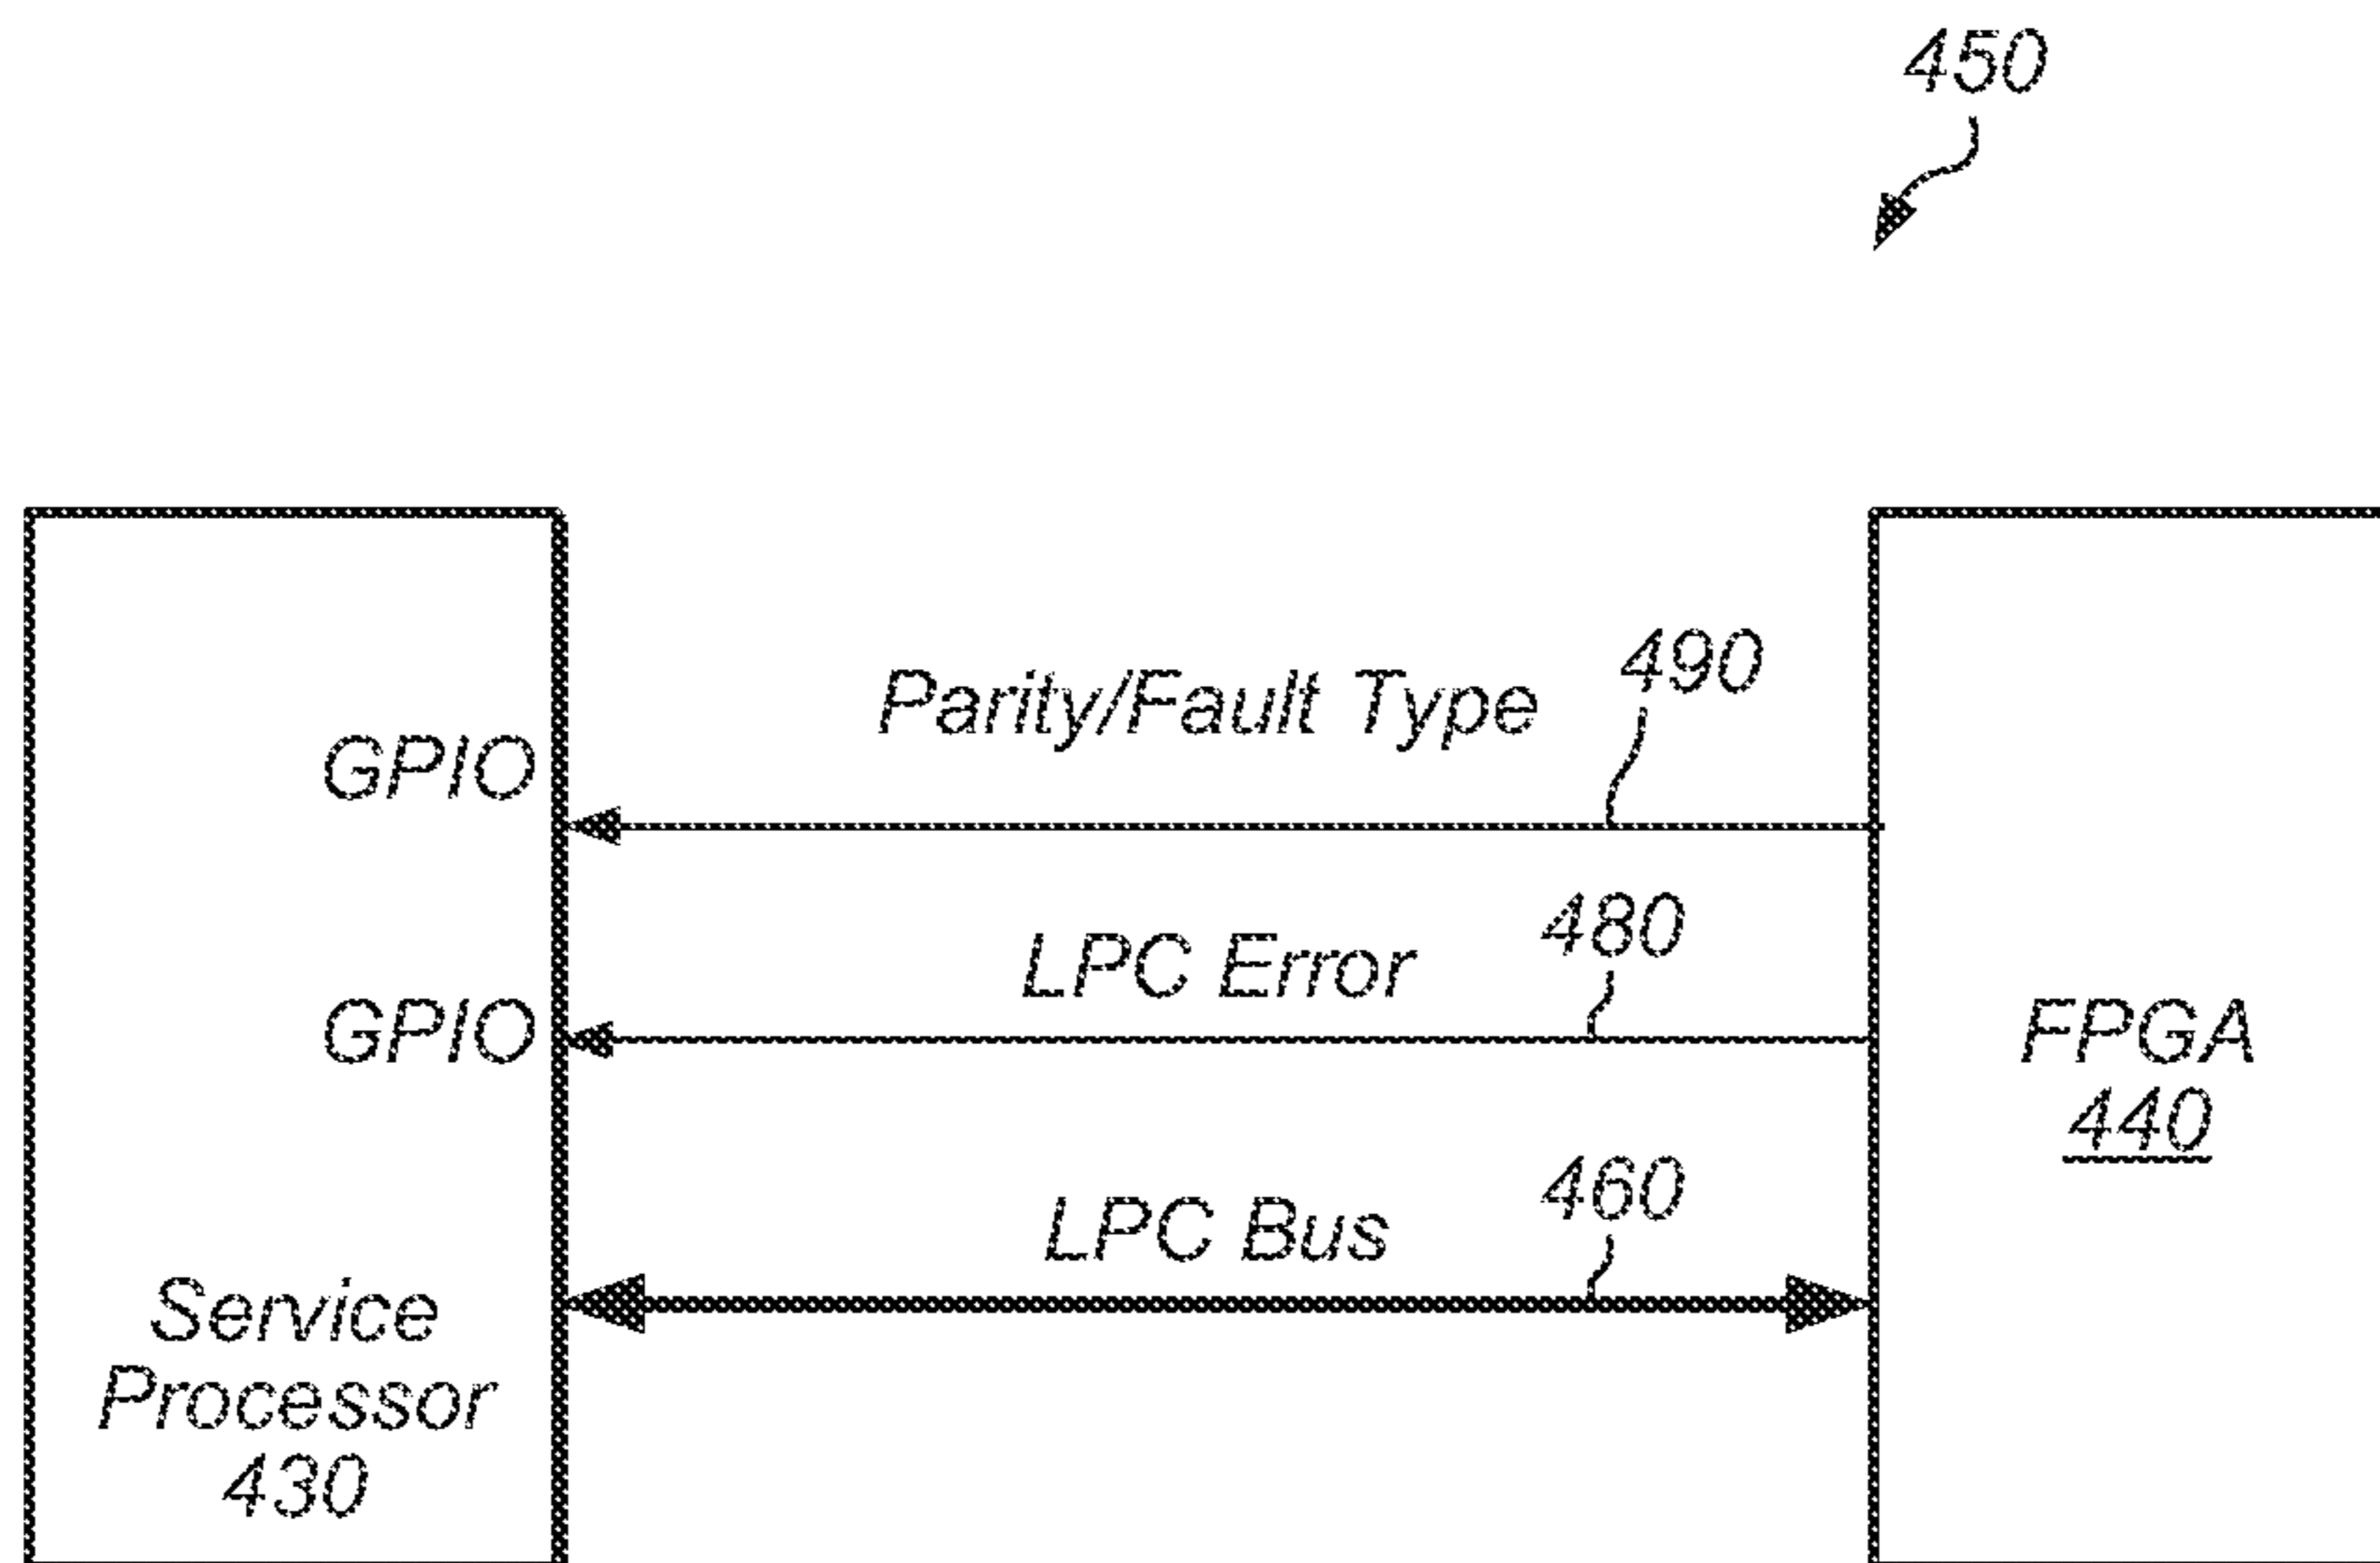 450
Parity/Fault Type
490
GPIO
LPC Error
480
GPIO
FPGA
440
LPC Bus
460
Service
Processor
430